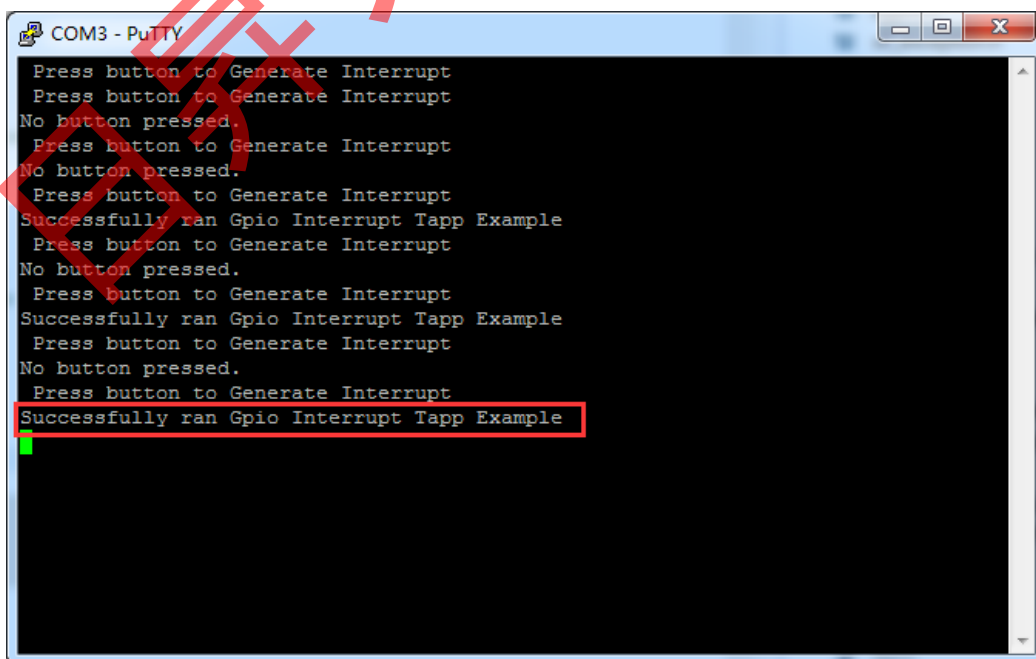 COM3 - PuTTY
Press button to Generate Interrupt
Press button to Generate Interrupt
No button pressed.
Press button to Generate Interrupt
No button pressed.
Press button to Generate Interrupt
Successfully ran Gpio Interrupt Tapp Example
Press button to Generate Interrupt
No button pressed.
Press button to Generate Interrupt
Successfully ran Gpio Interrupt Tapp Example
Press button to Generate Interrupt
No button pressed.
Press button to Generate Interrupt
Successfully ran Gpio Interrupt Tapp Example